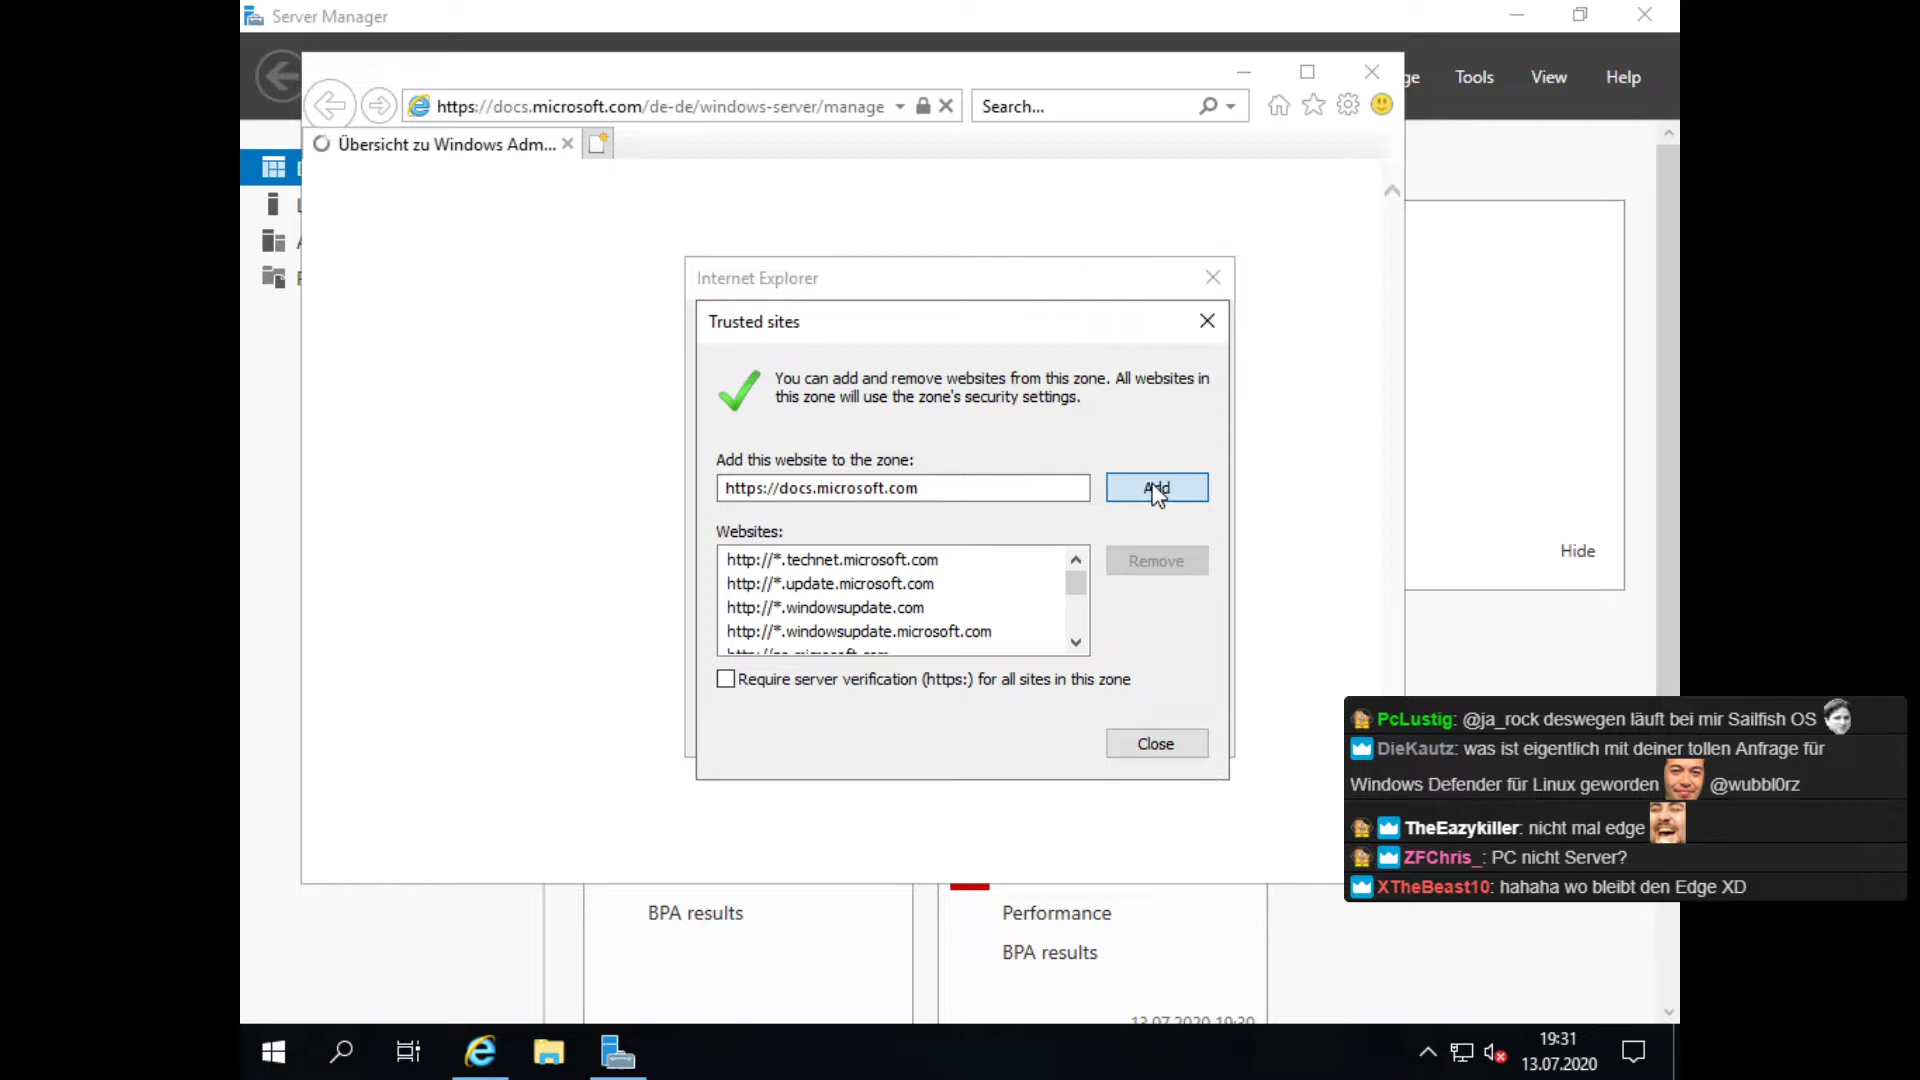 Server Manager
Tools
View
Help
https://docs.microsoft.com/de-de/windows-server/manage
Search...
Übersicht zu Windows Adm...
Internet Explorer
Trusted sites
You can add and remove websites from this zone. All websites in
this zone will use the zone's security settings.
Add this website to the zone:
https://docs.microsoft.com
Add
Websites:
http://*.technet.microsoft.com
http://*.update.microsoft.com
http://*.windowsupdate.com
http://*.windowsupdate.microsoft.com
Remove
Require server verification (https:) for all sites in this zone
Close
Hide
PcLustig: @ja_rock deswegen läuft bei mir Sailfish OS
DieKautz: was ist eigentlich mit deiner tollen Anfrage für
Windows Defender für Linux geworden @wubbl0rz
TheEazykiller: nicht mal edge
ZFChris_: PC nicht Server?
XTheBeast10: hahaha wo bleibt den Edge XD
BPA results
Performance
BPA results
13.07.2020 19:30
19:31
13.07.2020